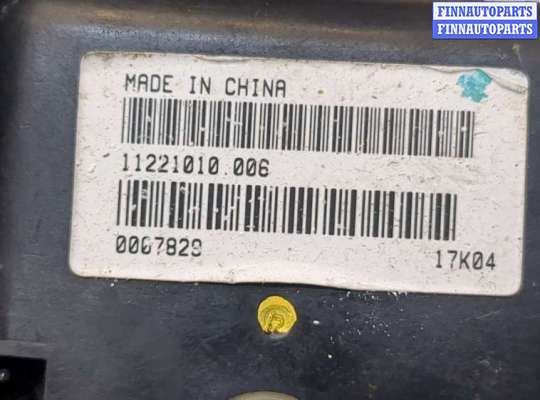 FINNAUTOPARTS
FINNAUTOPARTS
MADE IN CHINA
11221010.006
0007829
17K04